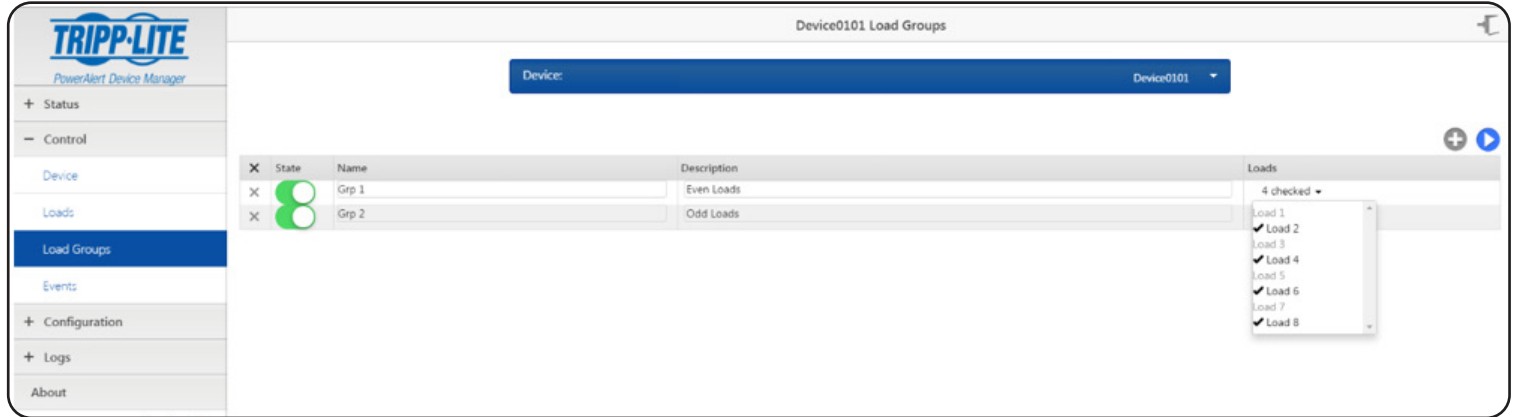 TRIPP·LITE
PowerAlert Device Manager
Device0101 Load Groups
Device: Device0101
+ Status
− Control
Device
Loads
Load Groups
Events
+ Configuration
+ Logs
About
X State Name Description Loads
× Grp 1 Even Loads 4 checked
× Grp 2 Odd Loads
Load 1
✔ Load 2
Load 3
✔ Load 4
Load 5
✔ Load 6
Load 7
✔ Load 8